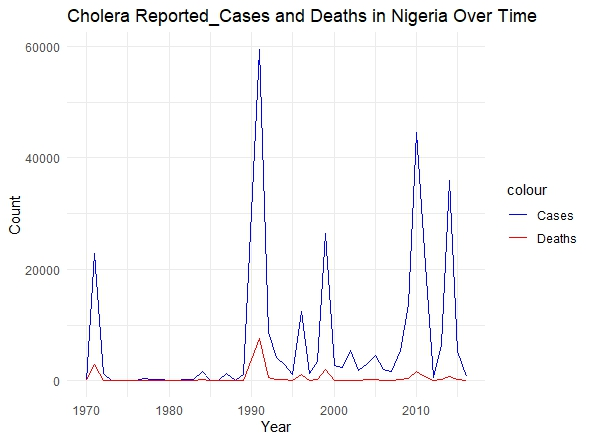 Cholera Reported_Cases and Deaths in Nigeria Over Time
60000
40000
20000
0
Count
1970 1980 1990 2000 2010
Year
colour
Cases
Deaths